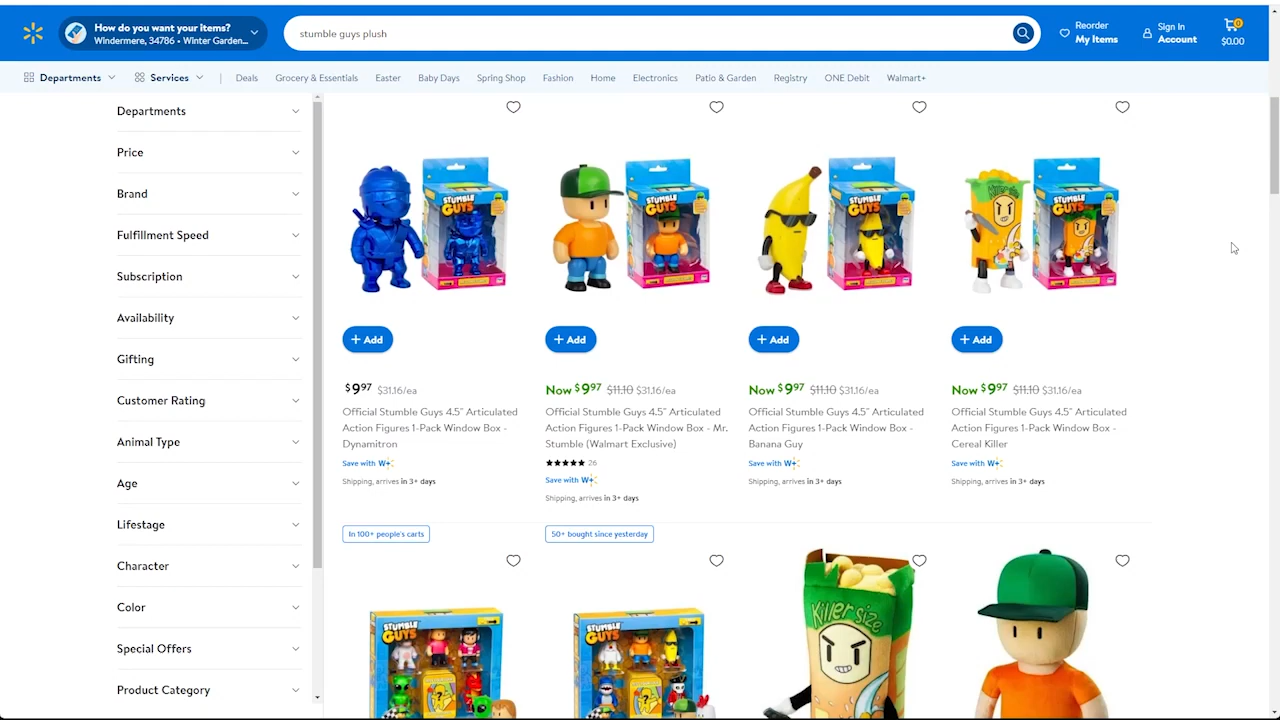 How do you want your items?
Windermere, 34786 • Winter Garden...
stumble guys plush
Reorder
My Items
Sign In
Account
0
$0.00
Departments
Services
Deals
Grocery & Essentials
Easter
Baby Days
Spring Shop
Fashion
Home
Electronics
Patio & Garden
Registry
ONE Debit
Walmart+
Departments
Price
Brand
Fulfillment Speed
Subscription
Availability
Gifting
Customer Rating
Animal Type
Age
Lifestage
Character
Color
Special Offers
Product Category
STUMBLE
GUYS
STUMBLE
GUYS
STUMBLE
GUYS
Killer size
STUMBLE
GUYS
+ Add
+ Add
+ Add
+ Add
$9.97 $31.16/ea
Official Stumble Guys 4.5" Articulated
Action Figures 1-Pack Window Box -
Dynamitron
Save with W+
Shipping, arrives in 3+ days
Now $9.97 $11.10 $31.16/ea
Official Stumble Guys 4.5" Articulated
Action Figures 1-Pack Window Box - Mr.
Stumble (Walmart Exclusive)
26
Save with W+
Shipping, arrives in 3+ days
Now $9.97 $11.10 $31.16/ea
Official Stumble Guys 4.5" Articulated
Action Figures 1-Pack Window Box -
Banana Guy
Save with W+
Shipping, arrives in 3+ days
Now $9.97 $11.10 $31.16/ea
Official Stumble Guys 4.5" Articulated
Action Figures 1-Pack Window Box -
Cereal Killer
Save with W+
Shipping, arrives in 3+ days
In 100+ people's carts
50+ bought since yesterday
STUMBLE
GUYS
STUMBLE
GUYS
Killer size